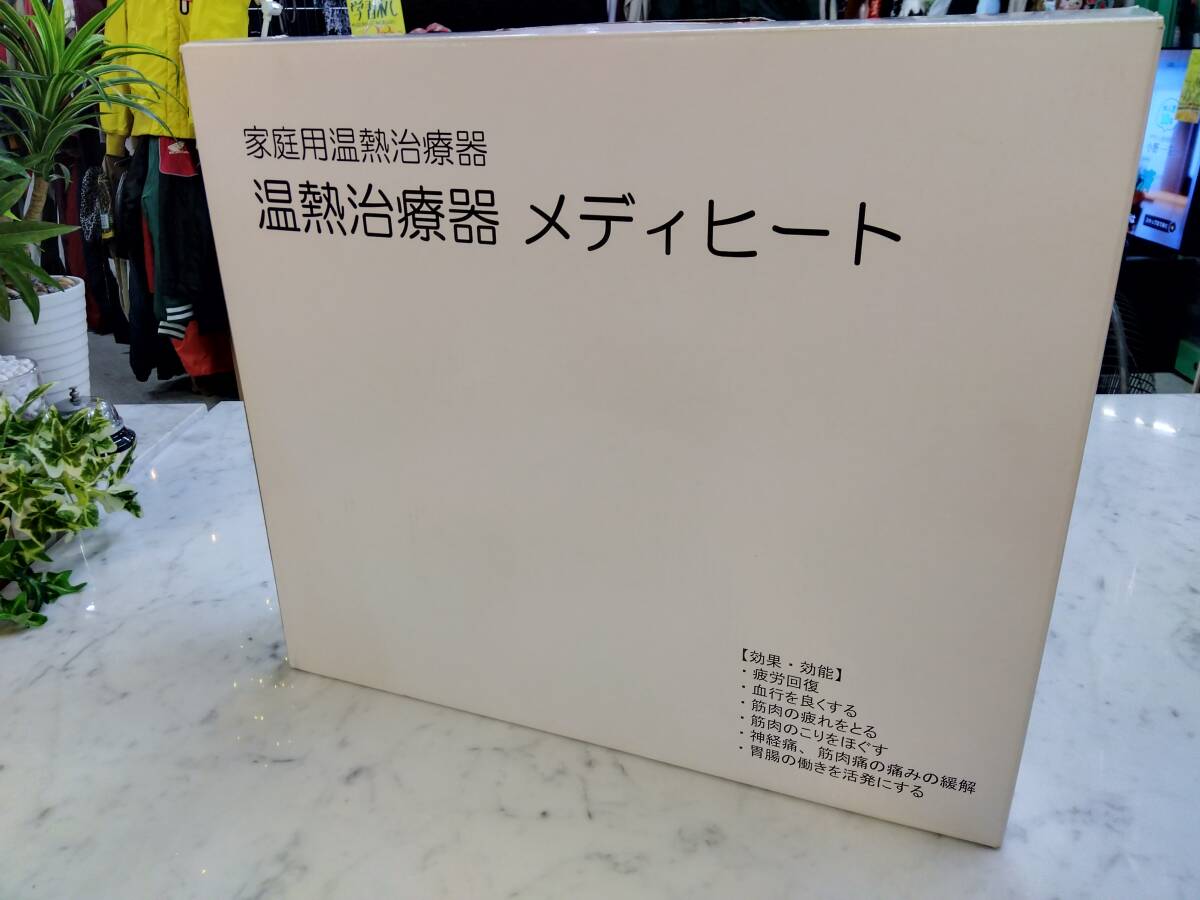 家庭用温熱治療器
温熱治療器 メディヒート
【効果・効能】
・疲労回復
・血行を良くする
・筋肉の疲れをとる
・筋肉のこりをほぐす
・神経痛、筋肉痛の痛みの緩解
・胃腸の働きを活発にする